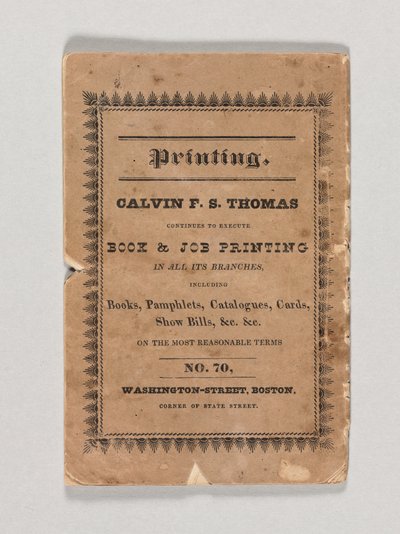 Printing.
CALVIN F. S. THOMAS
CONTINUES TO EXECUTE
BOOK & JOB PRINTING
IN ALL ITS BRANCHES,
INCLUDING
Books, Pamphlets, Catalogues, Cards,
Show Bills, &c. &c.
ON THE MOST REASONABLE TERMS
NO. 70,
WASHINGTON-STREET, BOSTON,
CORNER OF STATE STREET.